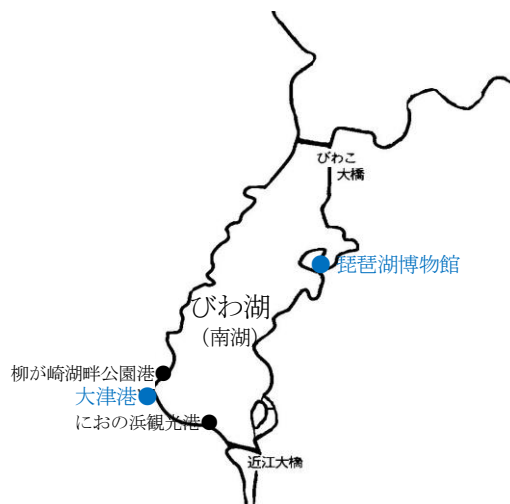 びわこ
大橋
琵琶湖博物館
びわ湖
(南湖)
柳が崎湖畔公園港
大津港
におの浜観光港
近江大橋